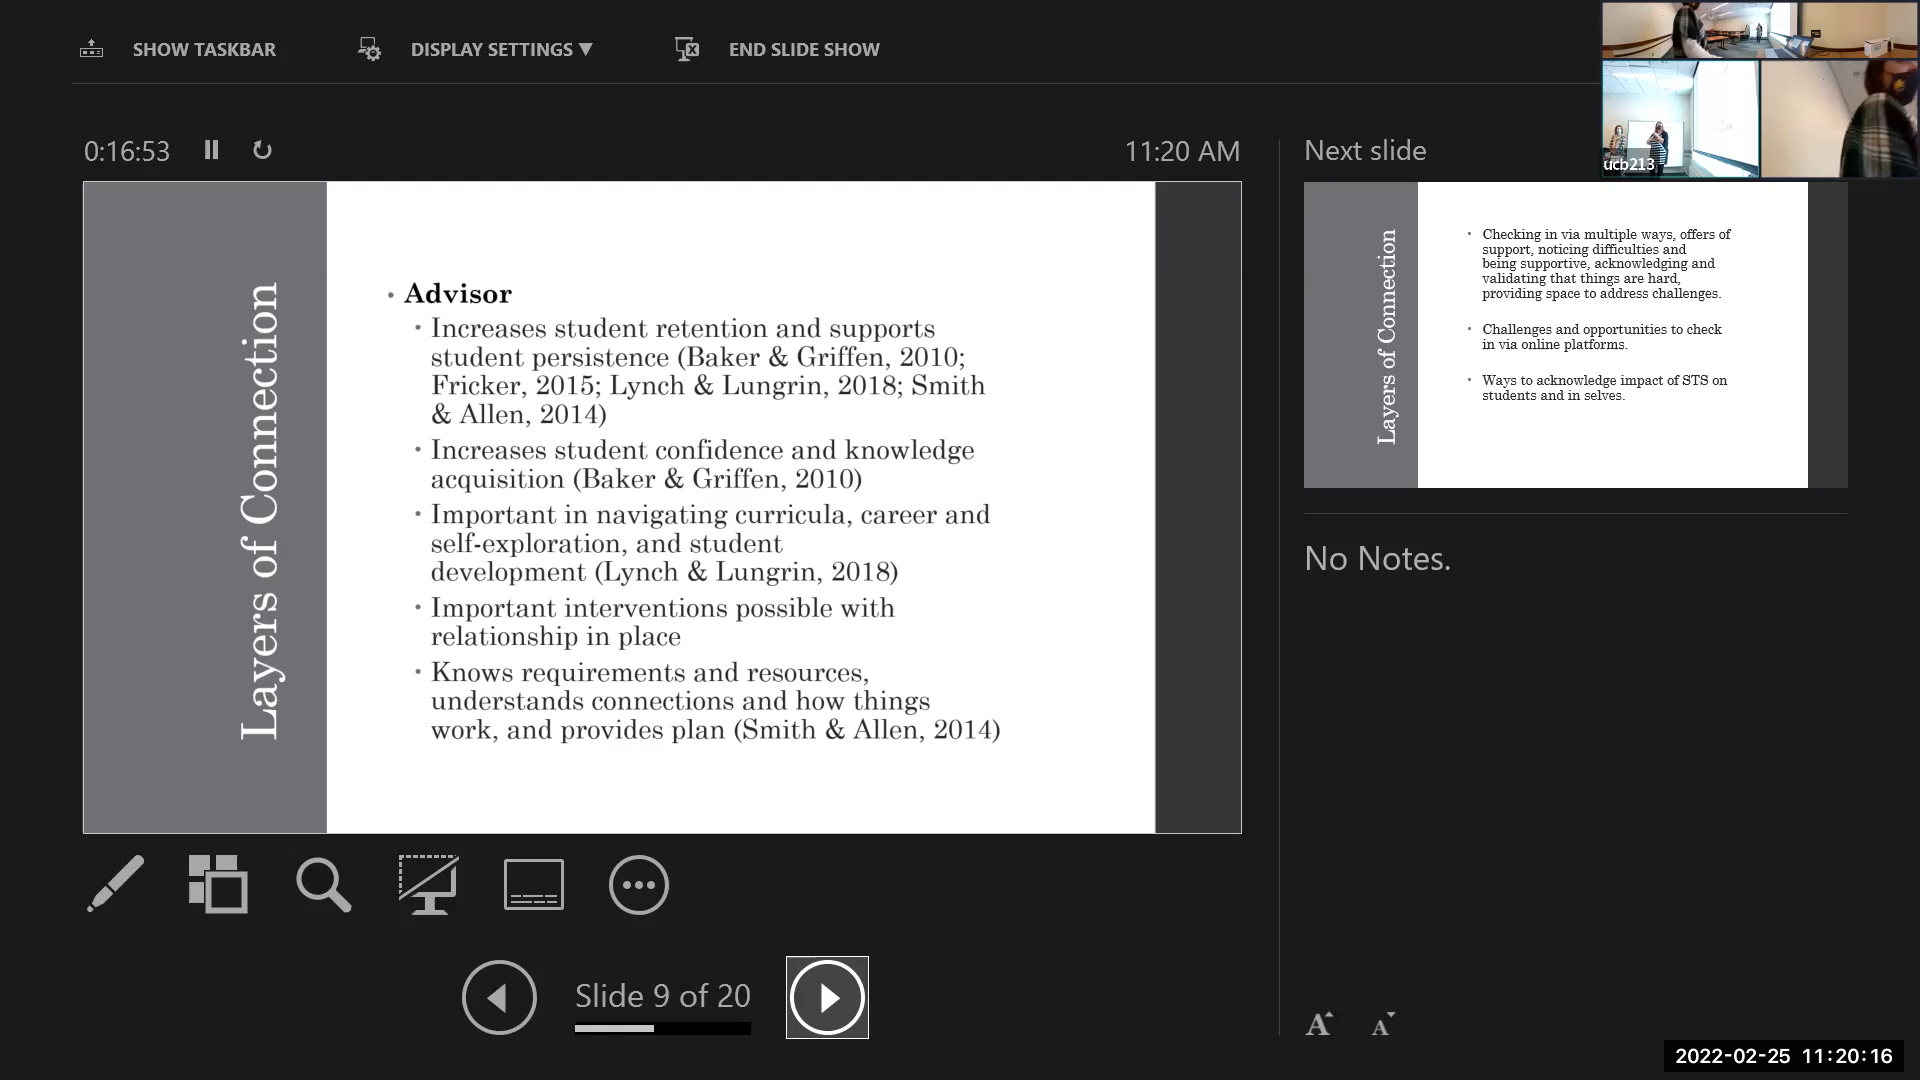 SHOW TASKBAR
DISPLAY SETTINGS ▼
END SLIDE SHOW
0:16:53
11:20 AM
Next slide
ucb213
Layers of Connection
• Advisor
• Increases student retention and supports
student persistence (Baker & Griffen, 2010;
Fricker, 2015; Lynch & Lungrin, 2018; Smith
& Allen, 2014)
• Increases student confidence and knowledge
acquisition (Baker & Griffen, 2010)
• Important in navigating curricula, career and
self-exploration, and student
development (Lynch & Lungrin, 2018)
• Important interventions possible with
relationship in place
• Knows requirements and resources,
understands connections and how things
work, and provides plan (Smith & Allen, 2014)
Layers of Connection
• Checking in via multiple ways, offers of
support, noticing difficulties and
being supportive, acknowledging and
validating that things are hard,
providing space to address challenges.
• Challenges and opportunities to check
in via online platforms.
• Ways to acknowledge impact of STS on
students and in selves.
No Notes.
Slide 9 of 20
A A
2022-02-25 11:20:16